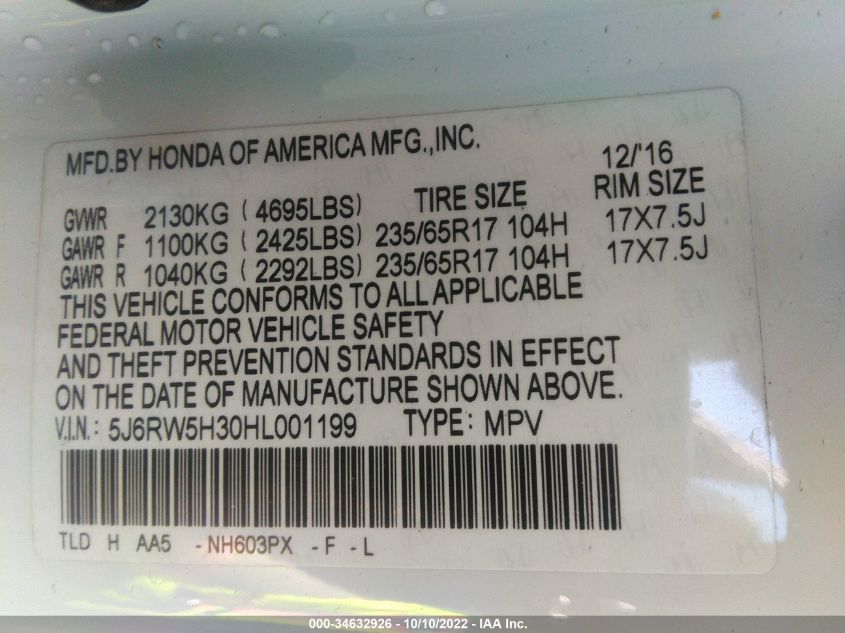 MFD.BY HONDA OF AMERICA MFG.,INC. 12/'16
GVWR 2130KG ( 4695LBS) TIRE SIZE RIM SIZE
GAWR F 1100KG ( 2425LBS) 235/65R17 104H 17X7.5J
GAWR R 1040KG ( 2292LBS) 235/65R17 104H 17X7.5J
THIS VEHICLE CONFORMS TO ALL APPLICABLE
FEDERAL MOTOR VEHICLE SAFETY
AND THEFT PREVENTION STANDARDS IN EFFECT
ON THE DATE OF MANUFACTURE SHOWN ABOVE.
V.I.N.: 5J6RW5H30HL001199 TYPE: MPV
TLD H AA5 -NH603PX -F -L
000-34632926 - 10/10/2022 - IAA Inc.